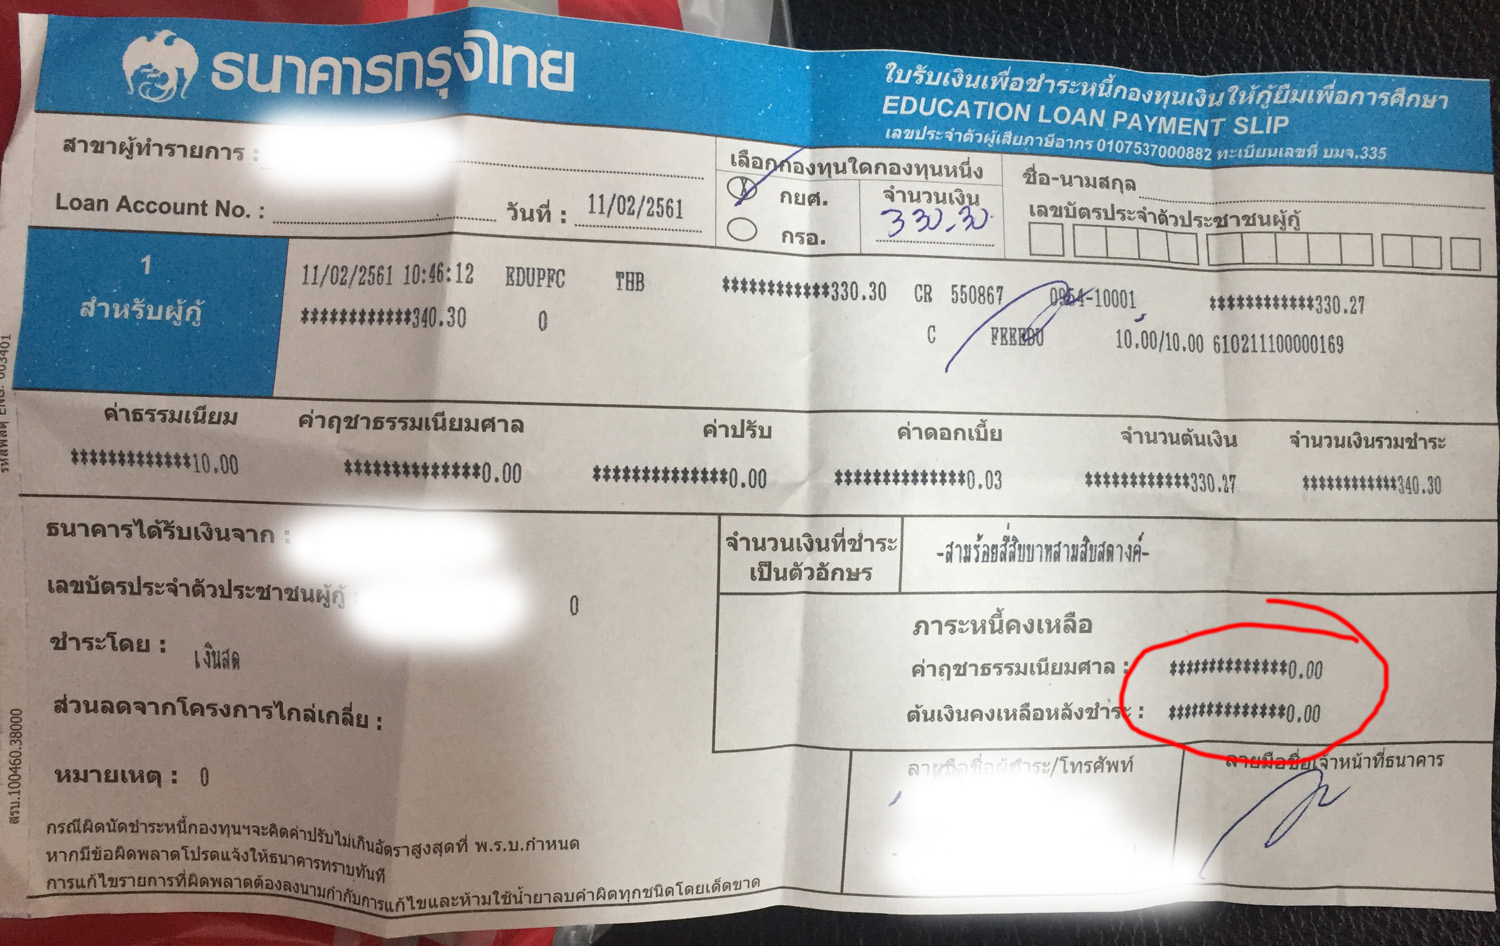 ธนาคารกรุงไทย
ใบรับเงินเพื่อชำระหนี้กองทุนเงินให้กู้ยืมเพื่อการศึกษา
EDUCATION LOAN PAYMENT SLIP
เลขประจำตัวผู้เสียภาษีอากร 0107537000882 ทะเบียนเลขที่ บมจ.335
สาขาผู้ทำรายการ :
Loan Account No. :
วันที่ : 11/02/2561
เลือกกองทุนใดกองทุนหนึ่ง
กยศ.
กรอ.
จำนวนเงิน
330.30
ชื่อ-นามสกุล
เลขบัตรประจำตัวประชาชนผู้กู้
1
สำหรับผู้กู้
11/02/2561 10:46:12 EDUPFC THB ************330.30 CR 550867 0954-10001 ************330.27
************340.30 0 C FEEEDU 10.00/10.00 610211100000169
ค่าธรรมเนียม ค่าฤชาธรรมเนียมศาล ค่าปรับ ค่าดอกเบี้ย จำนวนต้นเงิน จำนวนเงินรวมชำระ
*************10.00 **************0.00 **************0.00 **************0.03 ************330.27 ************340.30
ธนาคารได้รับเงินจาก :
เลขบัตรประจำตัวประชาชนผู้กู้ : 0
ชำระโดย : เงินสด
ส่วนลดจากโครงการไกล่เกลี่ย :
หมายเหตุ : 0
จำนวนเงินที่ชำระ
เป็นตัวอักษร
-สามร้อยสี่สิบบาทสามสิบสตางค์-
ภาระหนี้คงเหลือ
ค่าฤชาธรรมเนียมศาล : **************0.00
ต้นเงินคงเหลือหลังชำระ : **************0.00
ลายมือชื่อผู้ชำระ/โทรศัพท์
ลายมือชื่อเจ้าหน้าที่ธนาคาร
กรณีผิดนัดชำระหนี้กองทุนฯจะคิดค่าปรับไม่เกินอัตราสูงสุดที่ พ.ร.บ.กำหนด
หากมีข้อผิดพลาดโปรดแจ้งให้ธนาคารทราบทันที
การแก้ไขรายการที่ผิดพลาดต้องลงนามกำกับการแก้ไขและห้ามใช้น้ำยาลบคำผิดทุกชนิดโดยเด็ดขาด
รหัสพัสดุ ENG. 003401
สรบ.100460.38000